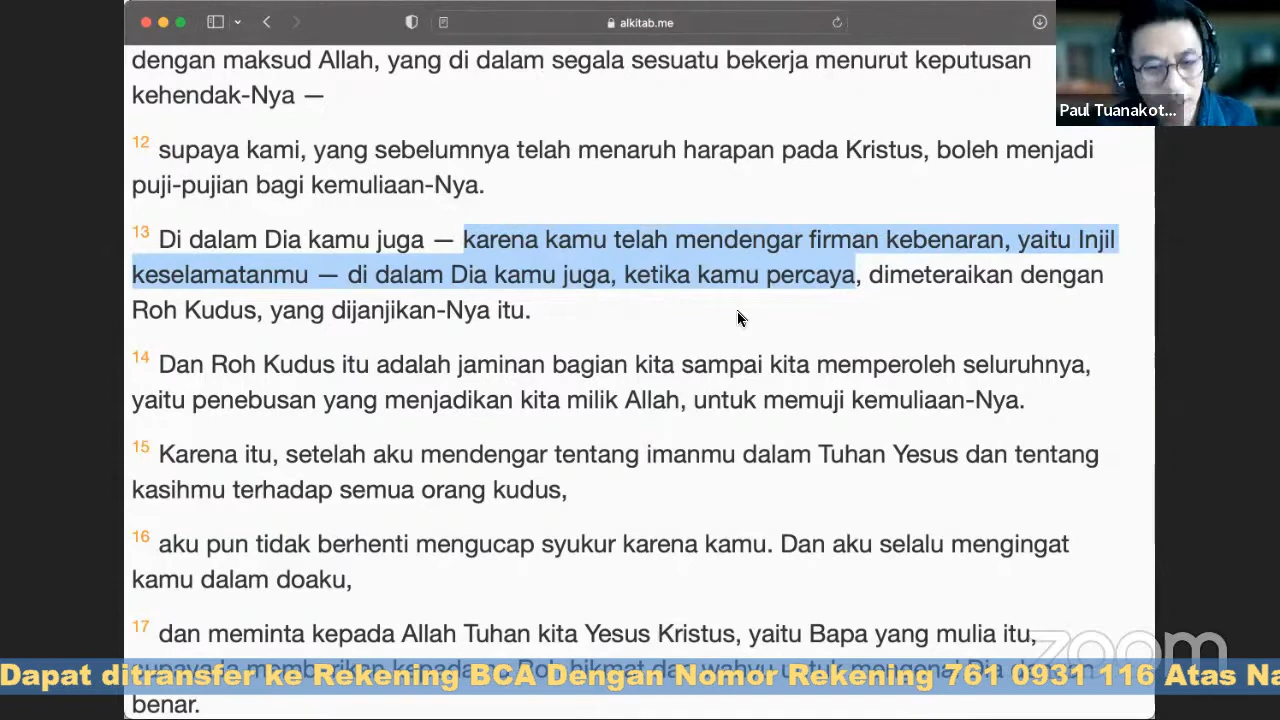 alkitab.me
Paul Tuanakot...
dengan maksud Allah, yang di dalam segala sesuatu bekerja menurut keputusan
kehendak-Nya —
12 supaya kami, yang sebelumnya telah menaruh harapan pada Kristus, boleh menjadi
puji-pujian bagi kemuliaan-Nya.
13 Di dalam Dia kamu juga — karena kamu telah mendengar firman kebenaran, yaitu Injil
keselamatanmu — di dalam Dia kamu juga, ketika kamu percaya, dimeteraikan dengan
Roh Kudus, yang dijanjikan-Nya itu.
14 Dan Roh Kudus itu adalah jaminan bagian kita sampai kita memperoleh seluruhnya,
yaitu penebusan yang menjadikan kita milik Allah, untuk memuji kemuliaan-Nya.
15 Karena itu, setelah aku mendengar tentang imanmu dalam Tuhan Yesus dan tentang
kasihmu terhadap semua orang kudus,
16 aku pun tidak berhenti mengucap syukur karena kamu. Dan aku selalu mengingat
kamu dalam doaku,
17 dan meminta kepada Allah Tuhan kita Yesus Kristus, yaitu Bapa yang mulia itu,
zoom
Dapat ditransfer ke Rekening BCA Dengan Nomor Rekening 761 0931 116 Atas Na
benar.